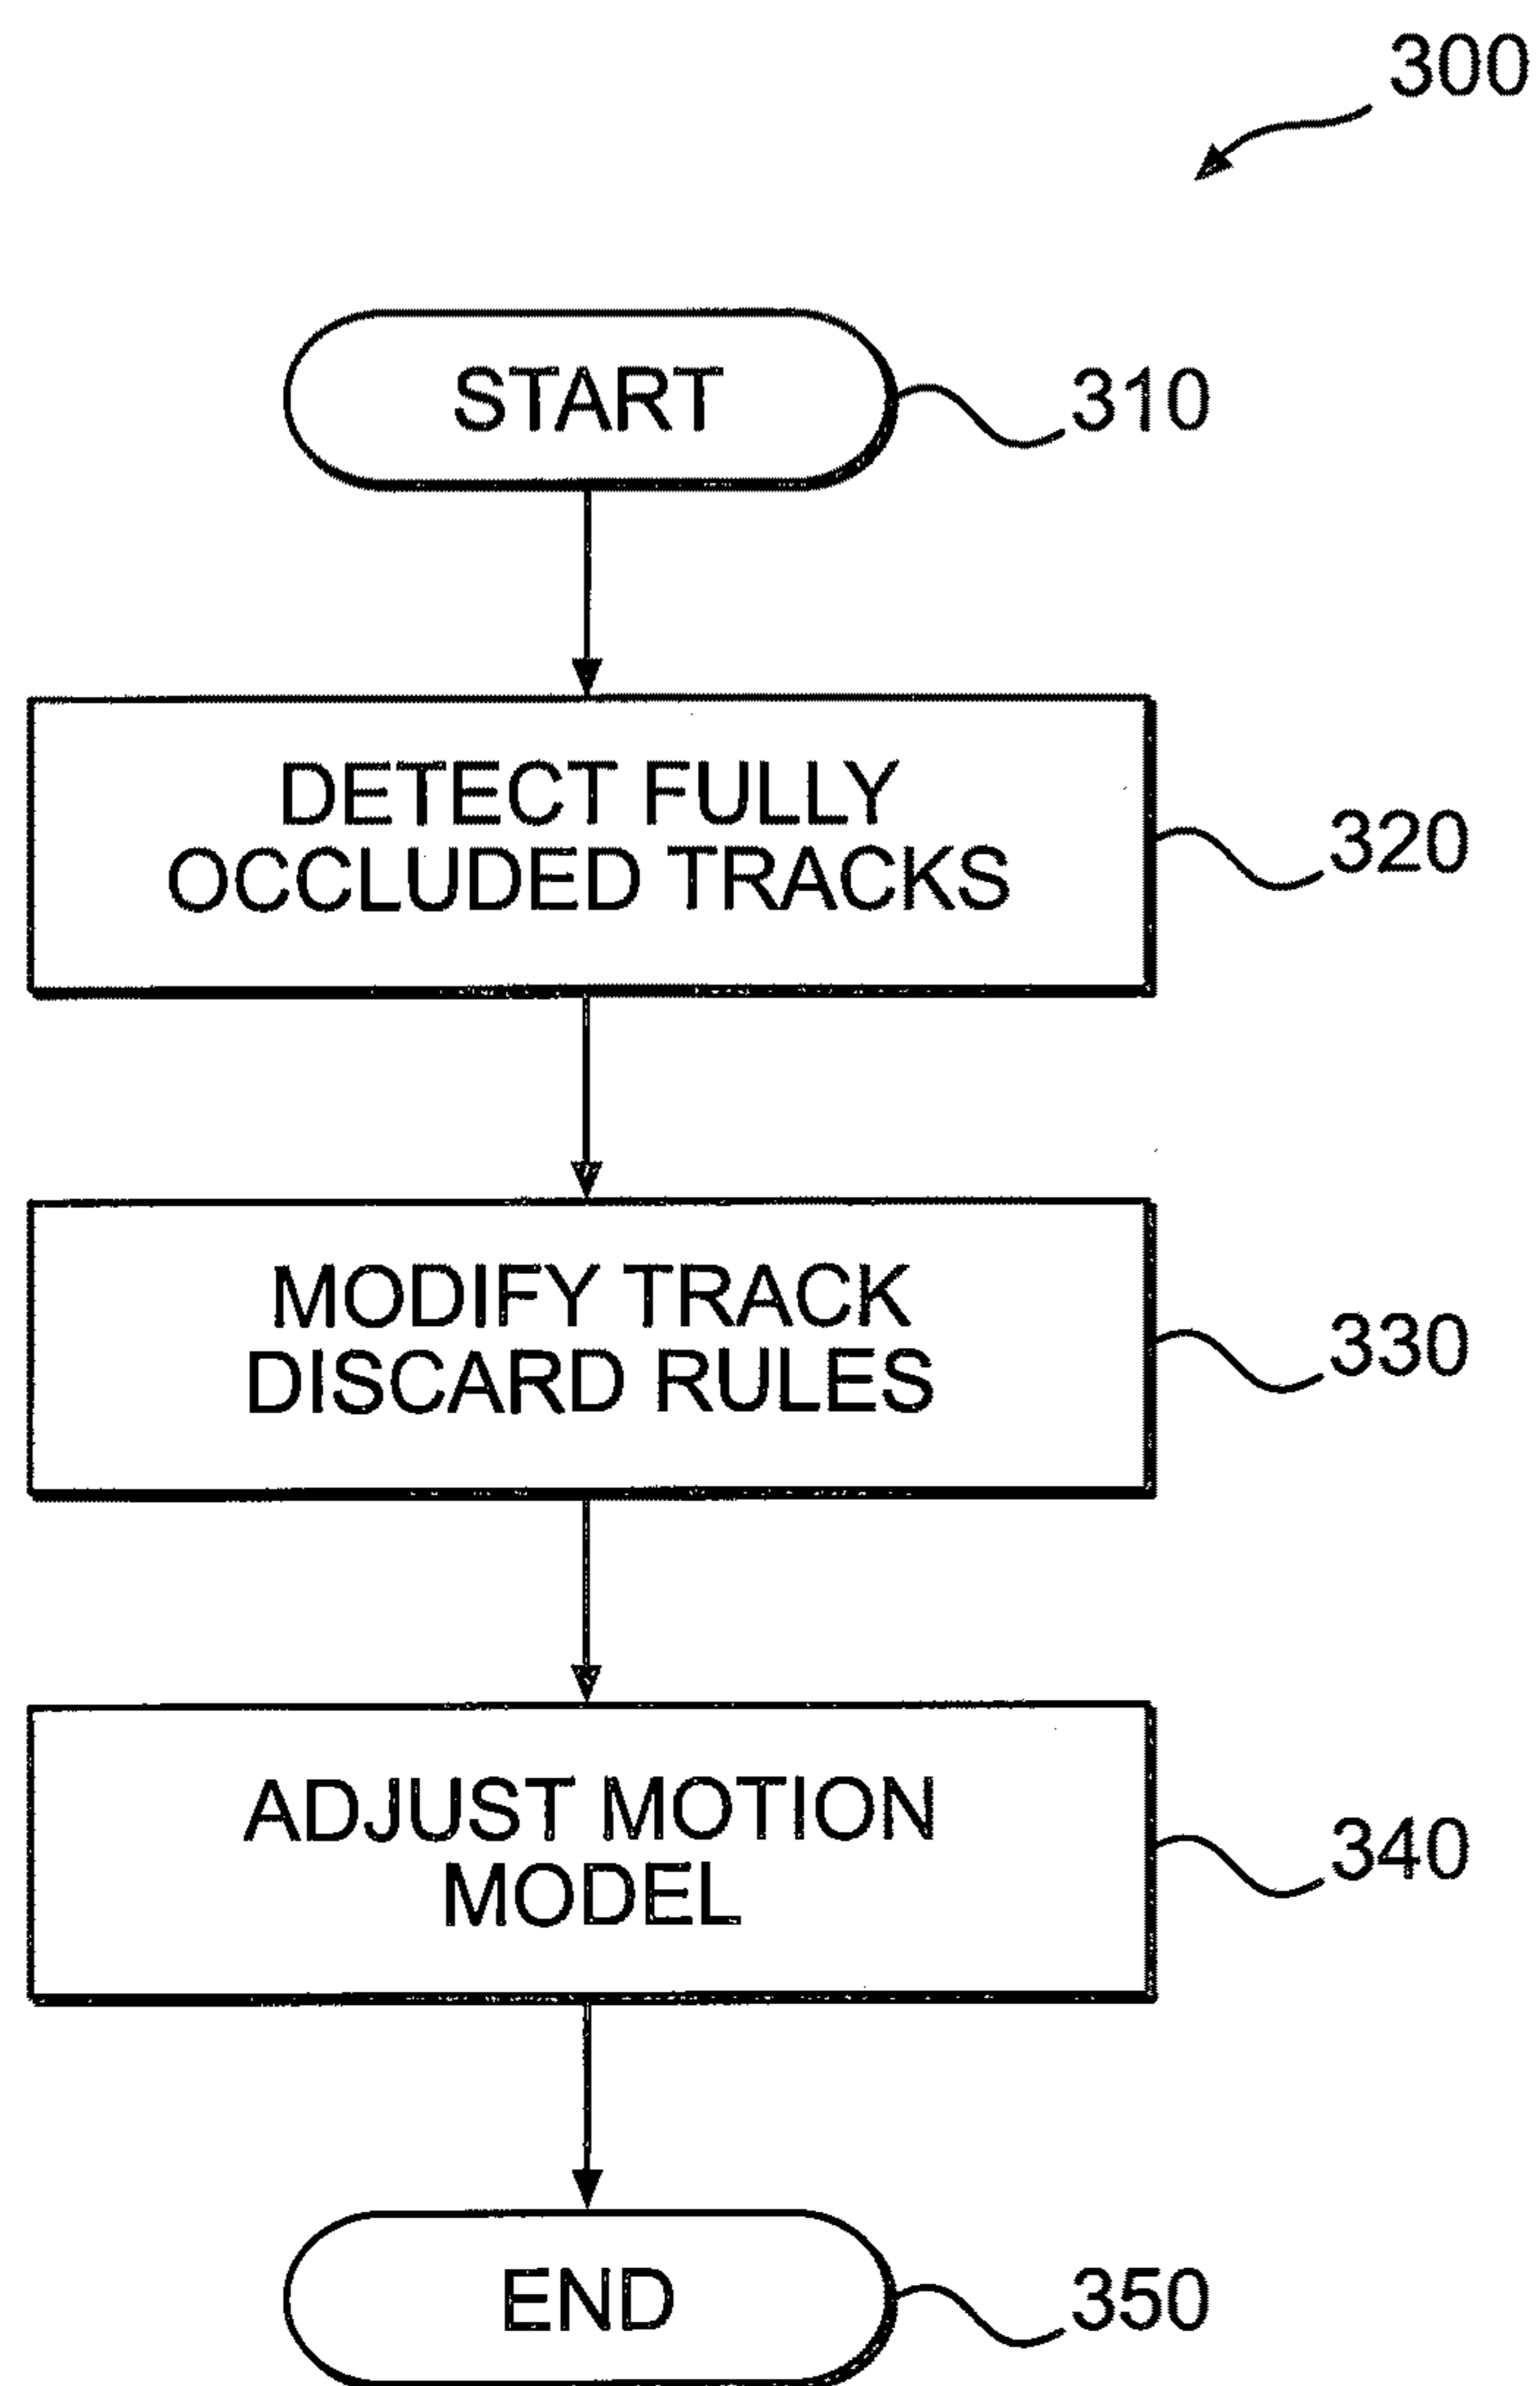 300
START
310
DETECT FULLY
OCCLUDED TRACKS
320
MODIFY TRACK
DISCARD RULES
330
ADJUST MOTION
MODEL
340
END
350